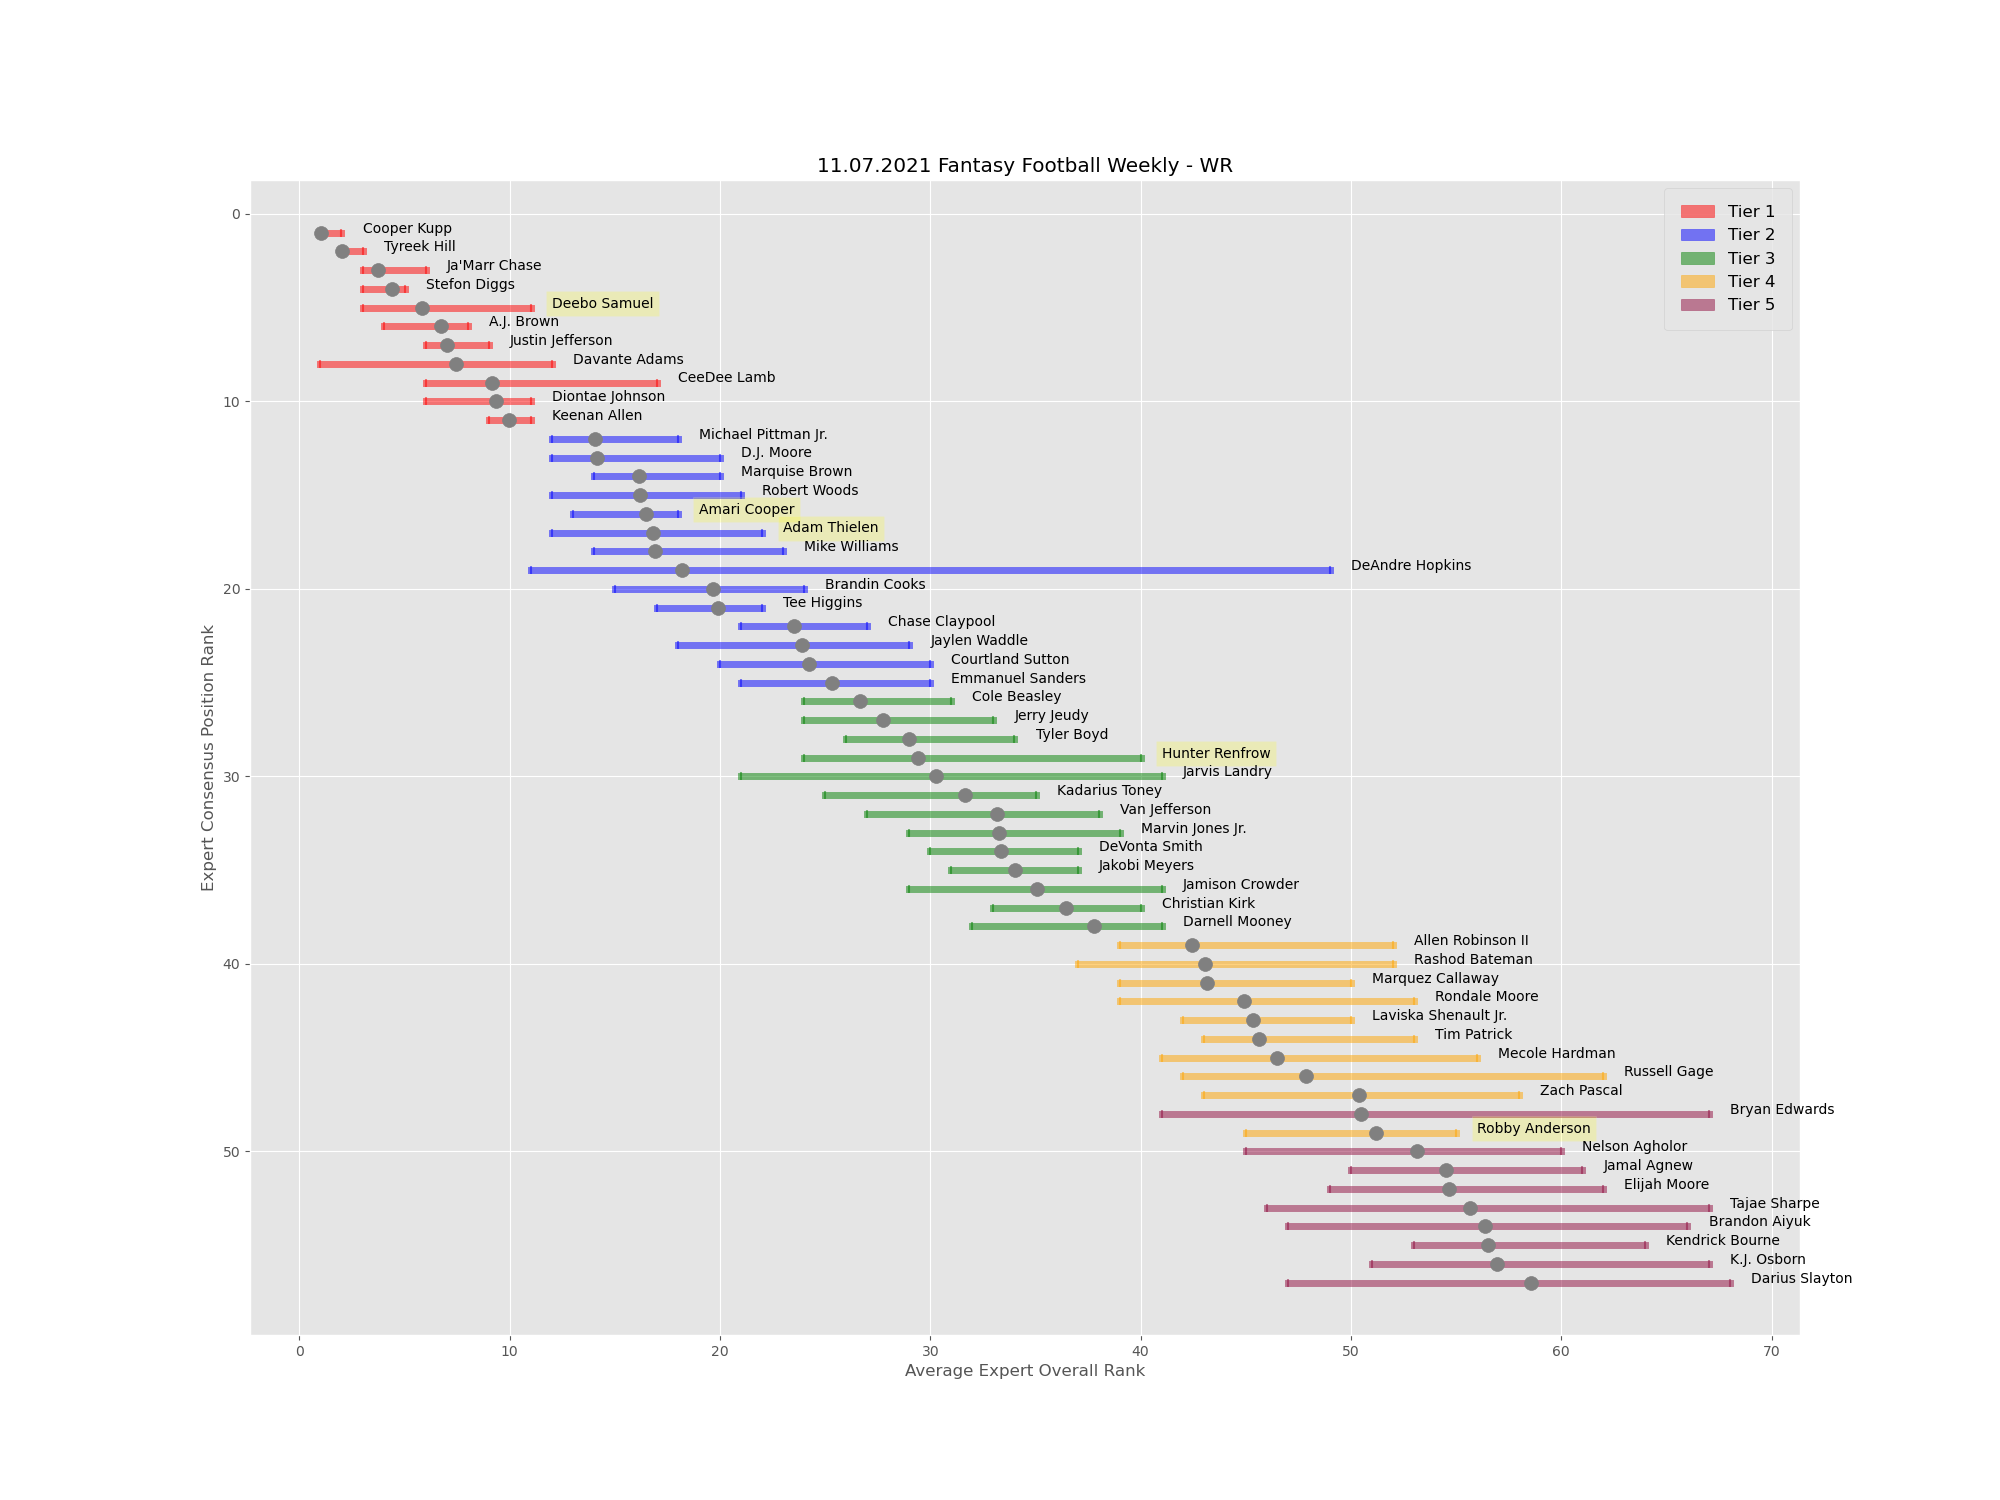 11.07.2021 Fantasy Football Weekly - WR
Tier 1
Tier 2
Tier 3
Tier 4
Tier 5
Expert Consensus Position Rank
0
10
20
30
40
50
Cooper Kupp
Tyreek Hill
Ja'Marr Chase
Stefon Diggs
Deebo Samuel
A.J. Brown
Justin Jefferson
Davante Adams
CeeDee Lamb
Diontae Johnson
Keenan Allen
Michael Pittman Jr.
D.J. Moore
Marquise Brown
Robert Woods
Amari Cooper
Adam Thielen
Mike Williams
DeAndre Hopkins
Brandin Cooks
Tee Higgins
Chase Claypool
Jaylen Waddle
Courtland Sutton
Emmanuel Sanders
Cole Beasley
Jerry Jeudy
Tyler Boyd
Hunter Renfrow
Jarvis Landry
Kadarius Toney
Van Jefferson
Marvin Jones Jr.
DeVonta Smith
Jakobi Meyers
Jamison Crowder
Christian Kirk
Darnell Mooney
Allen Robinson II
Rashod Bateman
Marquez Callaway
Rondale Moore
Laviska Shenault Jr.
Tim Patrick
Mecole Hardman
Russell Gage
Zach Pascal
Bryan Edwards
Robby Anderson
Nelson Agholor
Jamal Agnew
Elijah Moore
Tajae Sharpe
Brandon Aiyuk
Kendrick Bourne
K.J. Osborn
Darius Slayton
0 10 20 30 40 50 60 70
Average Expert Overall Rank